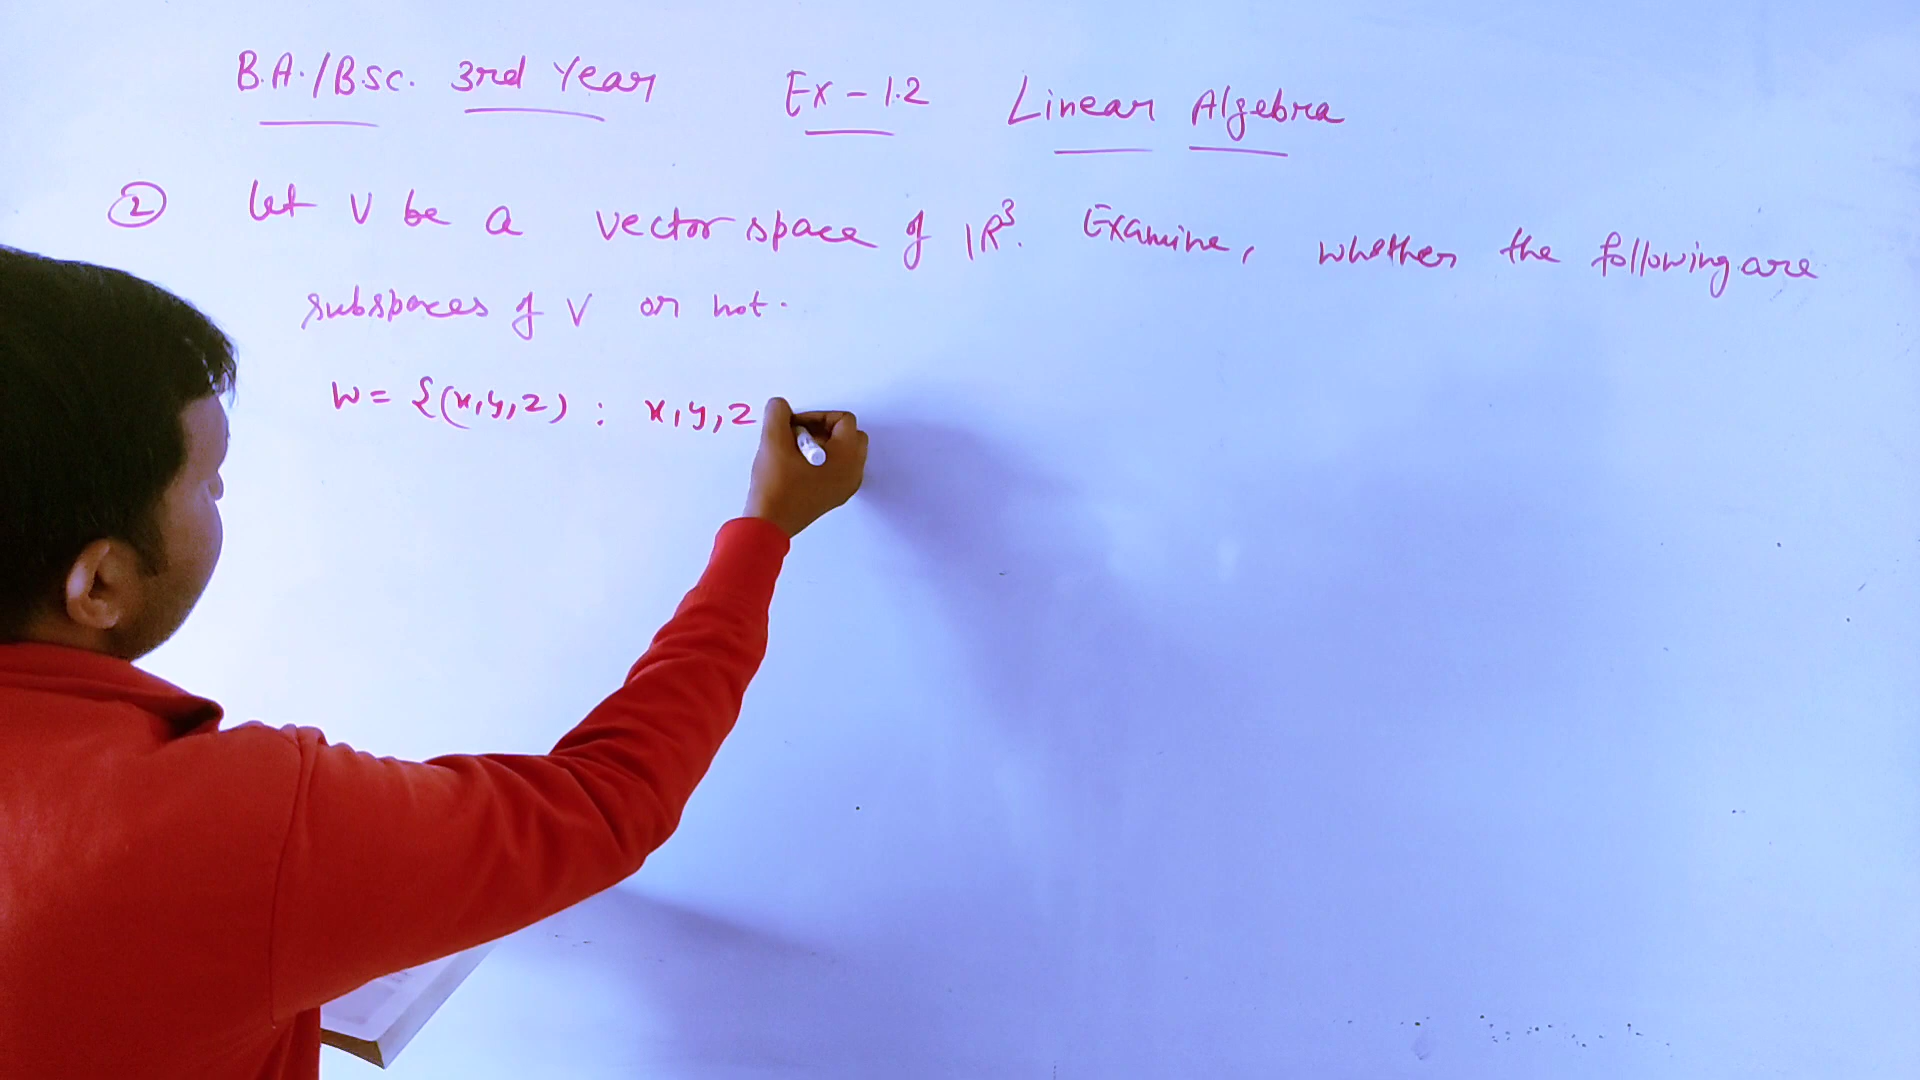 B.A./B.sc. 3rd Year Ex - 1.2 Linear Algebra
② Let V be a vector space of IR³. Examine, whether the following are
subspaces of V or not.
W = {(x,y,z) : x,y,z